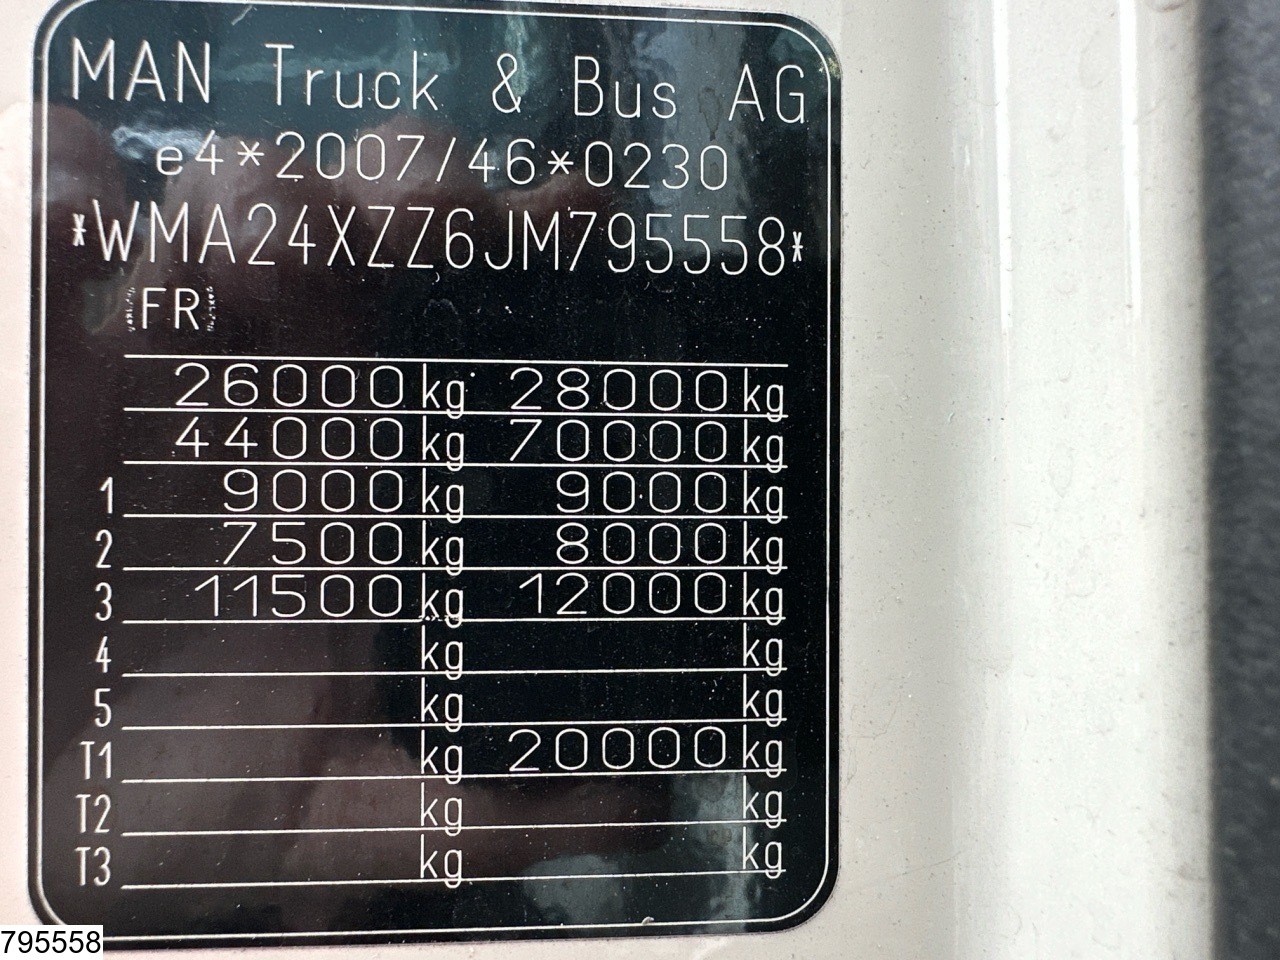 MAN Truck & Bus AG
e4*2007/46*0230
*WMA24XZZ6JM795558*
FR
26000 kg 28000 kg
44000 kg 70000 kg
1 9000 kg 9000 kg
2 7500 kg 8000 kg
3 11500 kg 12000 kg
4 kg kg
5 kg kg
T1 kg 20000 kg
T2 kg kg
T3 kg kg
795558